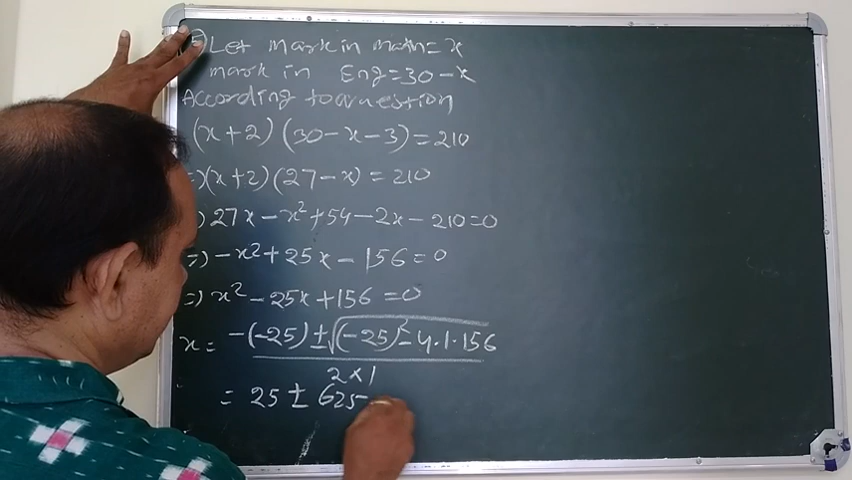 5) Let mark in math = x
mark in Eng = 30 - x
According to question
(x+2) (30 - x - 3) = 210
=> (x+2) (27 - x) = 210
=> 27x - x² + 54 - 2x - 210 = 0
=> -x² + 25x - 156 = 0
=> x² - 25x + 156 = 0
x = -(-25) ± √(-25)² - 4.1.156
2×1
= 25 ± 625 -